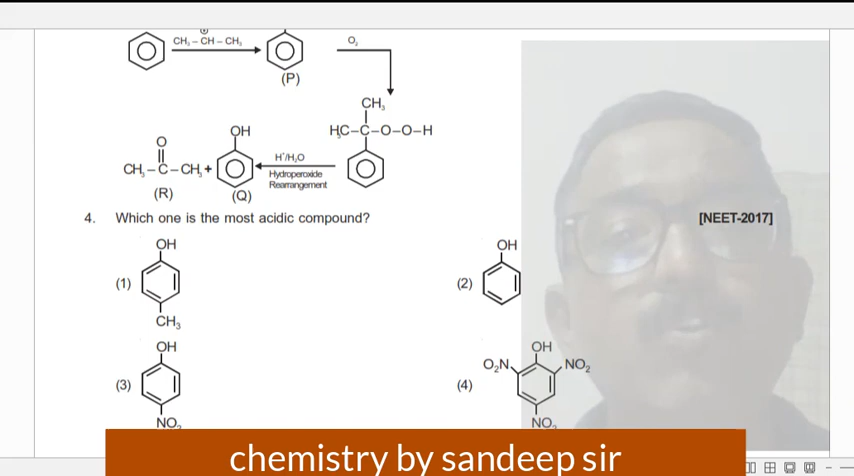 CH₃ – CH – CH₃
⊕
(P)
O₂
CH₃
H₃C–C–O–O–H
H⁺/H₂O
Hydroperoxide
Rearrangement
O
CH₃ – C – CH₃ +
(R)
OH
(Q)
4. Which one is the most acidic compound? [NEET-2017]
(1)
OH
CH₃
(2)
OH
(3)
OH
NO₂
(4)
OH
O₂N
NO₂
NO₂
chemistry by sandeep sir